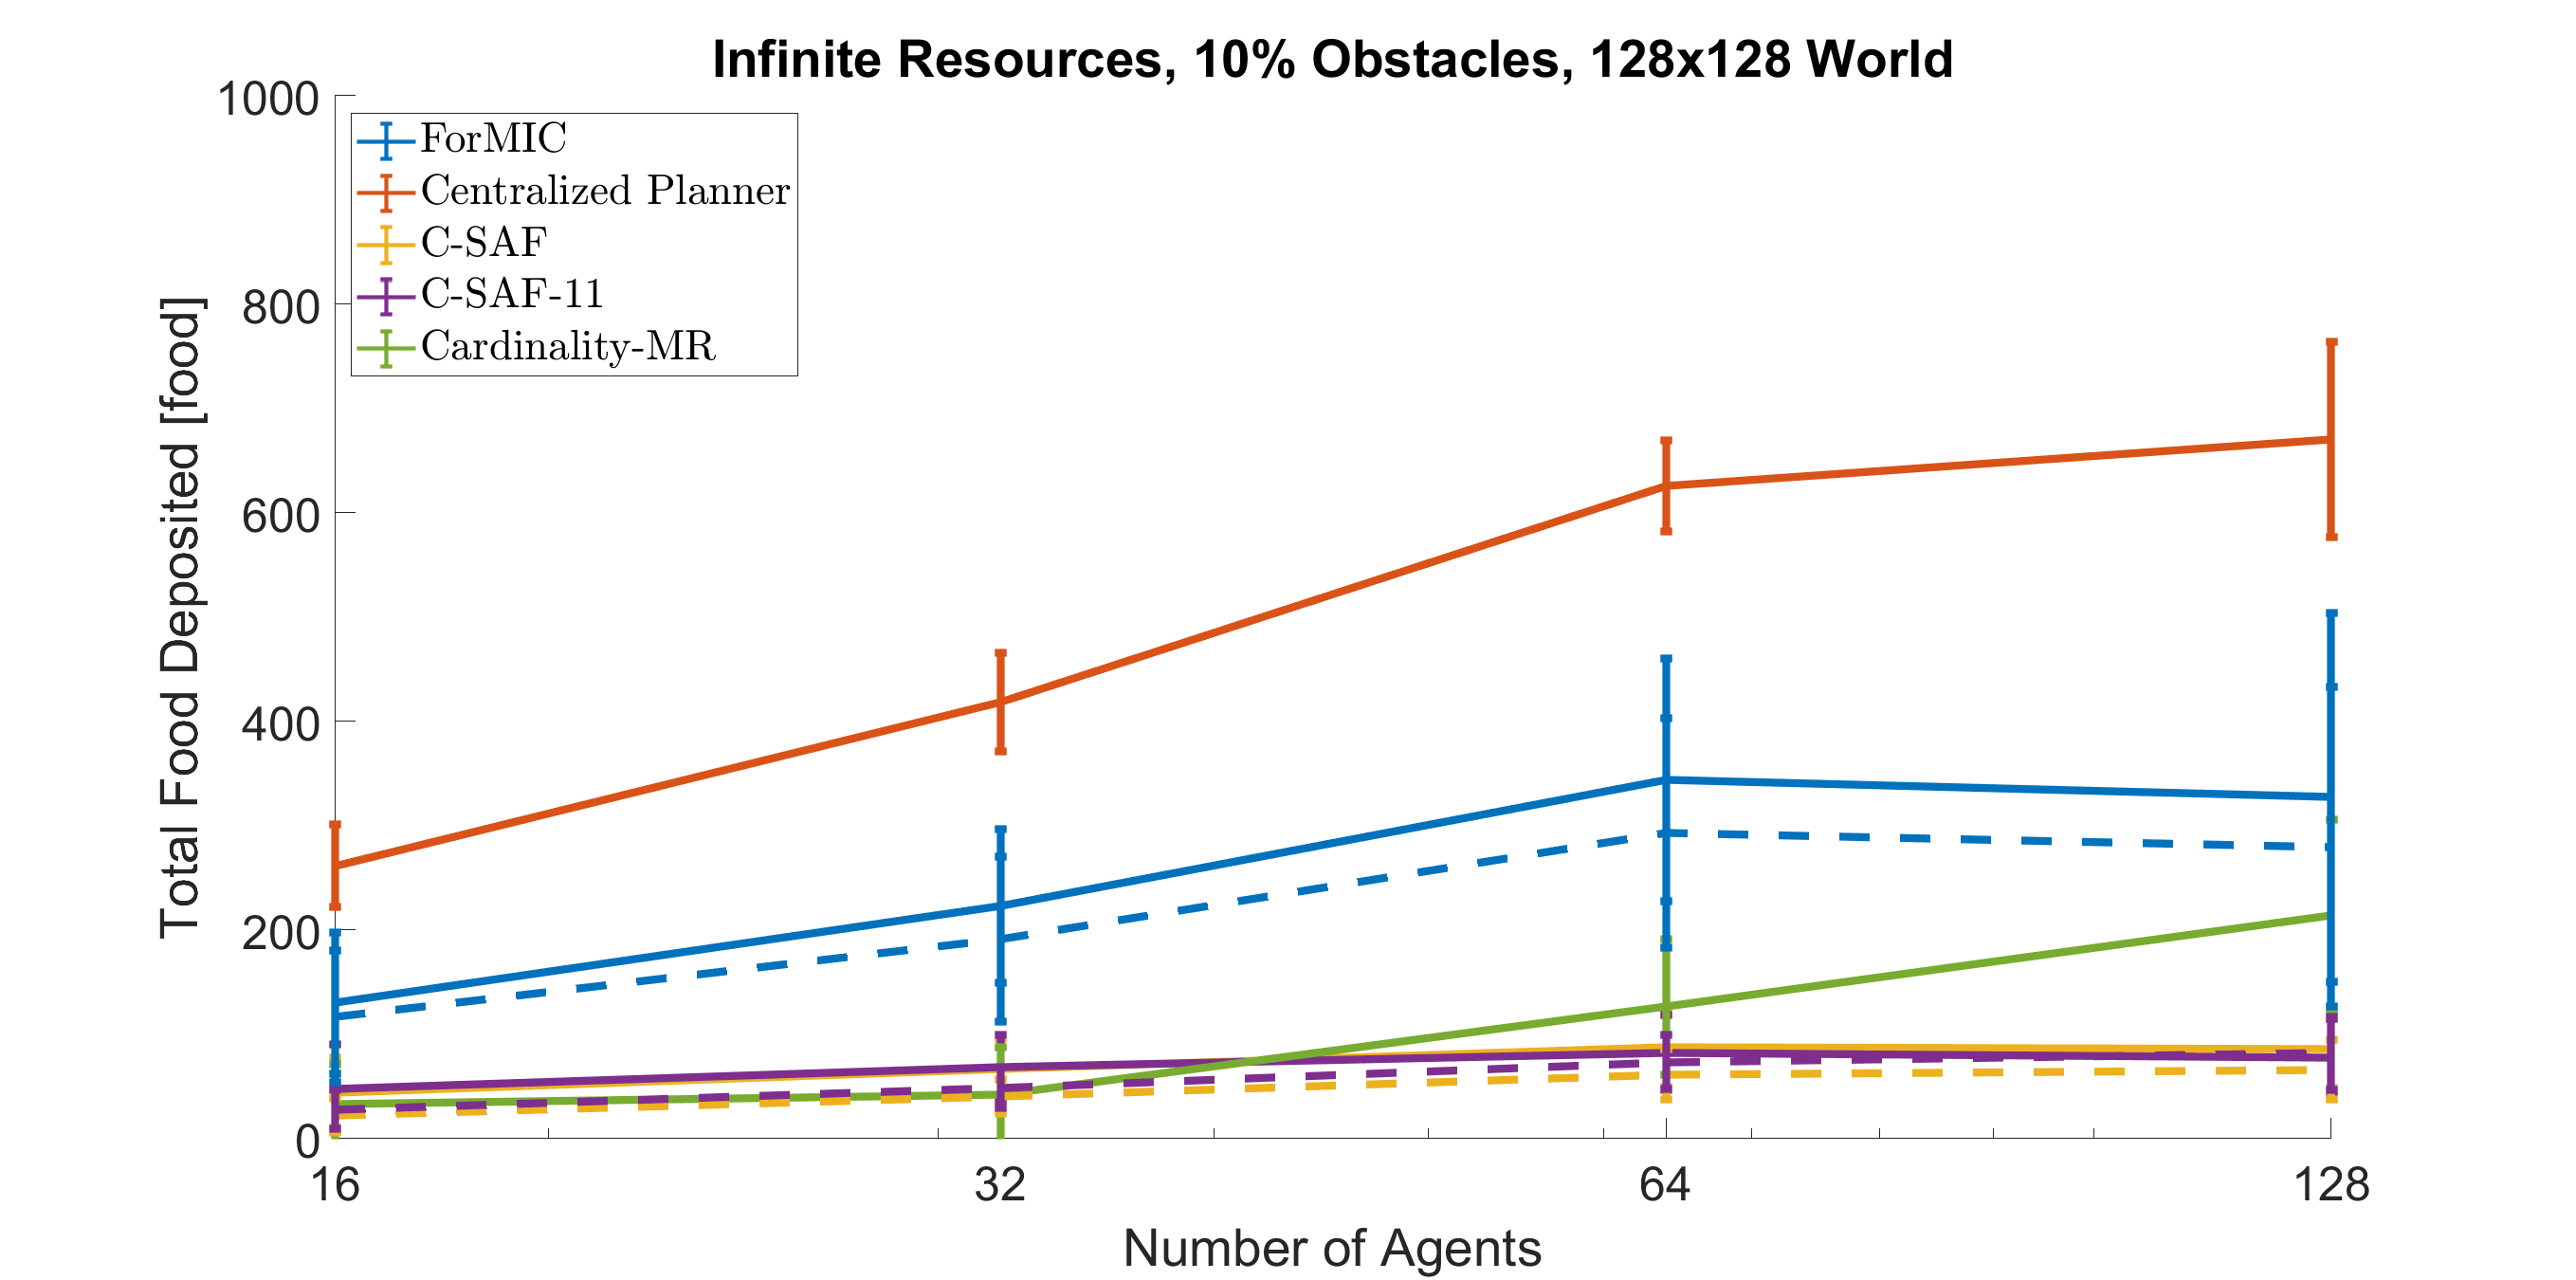 Infinite Resources, 10% Obstacles, 128x128 World
1000
800
600
400
200
0
Total Food Deposited [food]
ForMIC
Centralized Planner
C-SAF
C-SAF-11
Cardinality-MR
16
32
64
128
Number of Agents